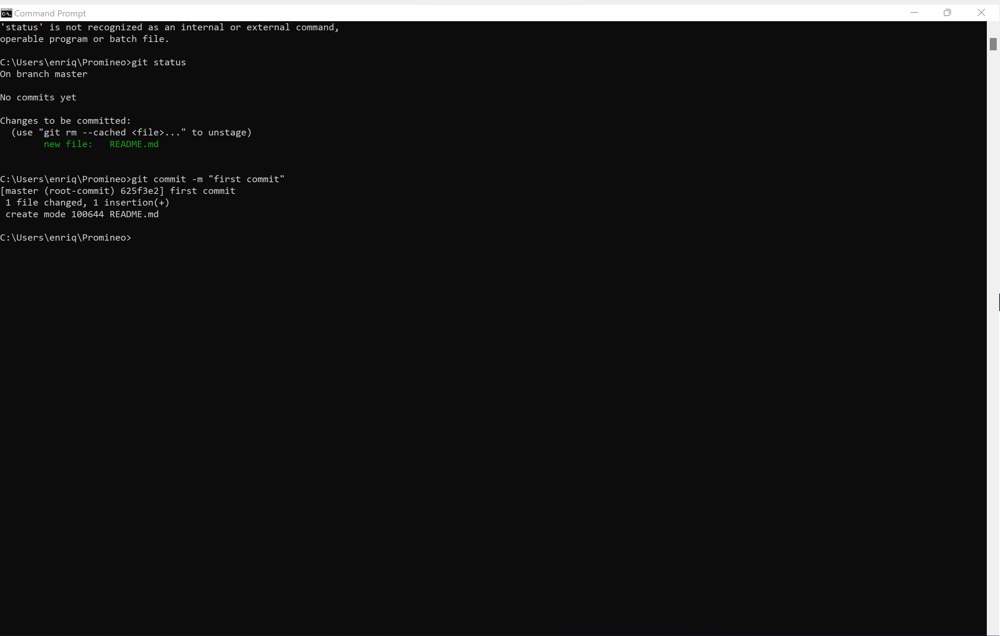 Command Prompt
'status' is not recognized as an internal or external command,
operable program or batch file.
C:\Users\enriq\Promineo>git status
On branch master
No commits yet
Changes to be committed:
  (use "git rm --cached <file>..." to unstage)
        new file:   README.md
C:\Users\enriq\Promineo>git commit -m "first commit"
[master (root-commit) 625f3e2] first commit
 1 file changed, 1 insertion(+)
 create mode 100644 README.md
C:\Users\enriq\Promineo>